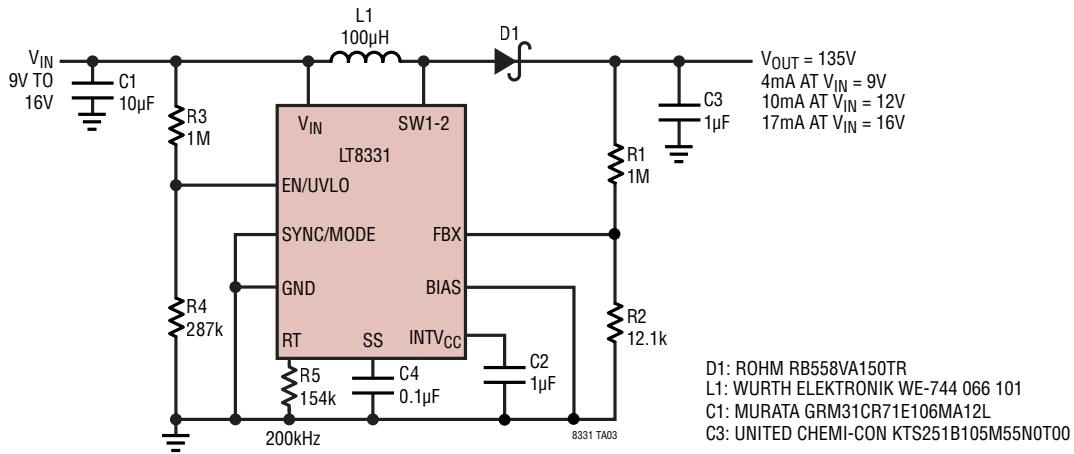 L1
100µH
D1
V_IN
9V TO
16V
C1
10µF
R3
1M
V_IN
SW1-2
LT8331
EN/UVLO
SYNC/MODE
FBX
GND
BIAS
RT
SS
INTV_CC
R4
287k
R5
154k
C4
0.1µF
C2
1µF
R1
1M
R2
12.1k
C3
1µF
V_OUT = 135V
4mA AT V_IN = 9V
10mA AT V_IN = 12V
17mA AT V_IN = 16V
200kHz
8331 TA03
D1: ROHM RB558VA150TR
L1: WURTH ELEKTRONIK WE-744 066 101
C1: MURATA GRM31CR71E106MA12L
C3: UNITED CHEMI-CON KTS251B105M55N0T00